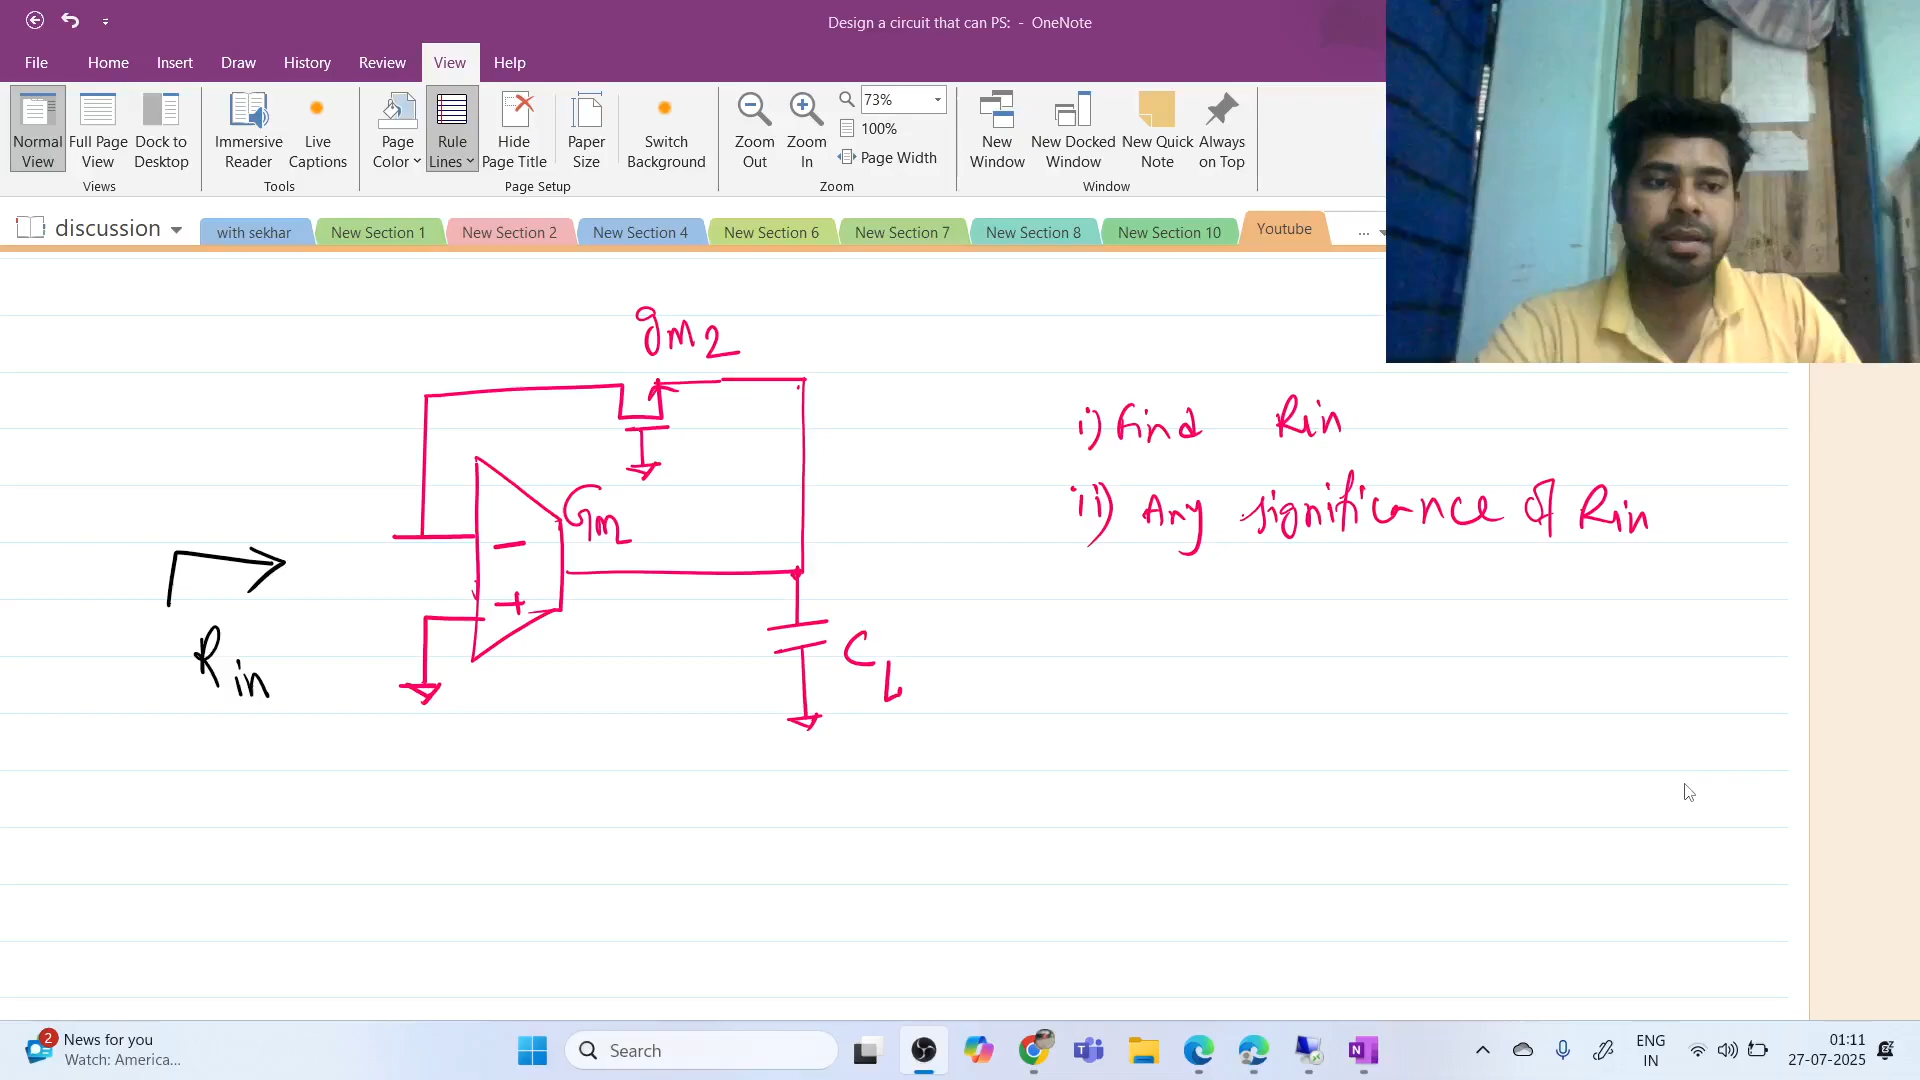 Design a circuit that can PS: - OneNote
File Home Insert Draw History Review View Help
Normal View
Full Page View
Dock to Desktop
Immersive Reader
Live Captions
Page Color
Rule Lines
Hide Page Title
Paper Size
Switch Background
Zoom Out
Zoom In
73%
100%
Page Width
New Window
New Docked Window
New Quick Note
Always on Top
Views Tools Page Setup Zoom Window
discussion with sekhar New Section 1 New Section 2 New Section 4 New Section 6 New Section 7 New Section 8 New Section 10 Youtube ...
gm2
i) Find Rin
ii) Any significance of Rin
Gm
-
+
Rin
CL
2 News for you
Watch: America...
Search
ENG
IN
01:11
27-07-2025